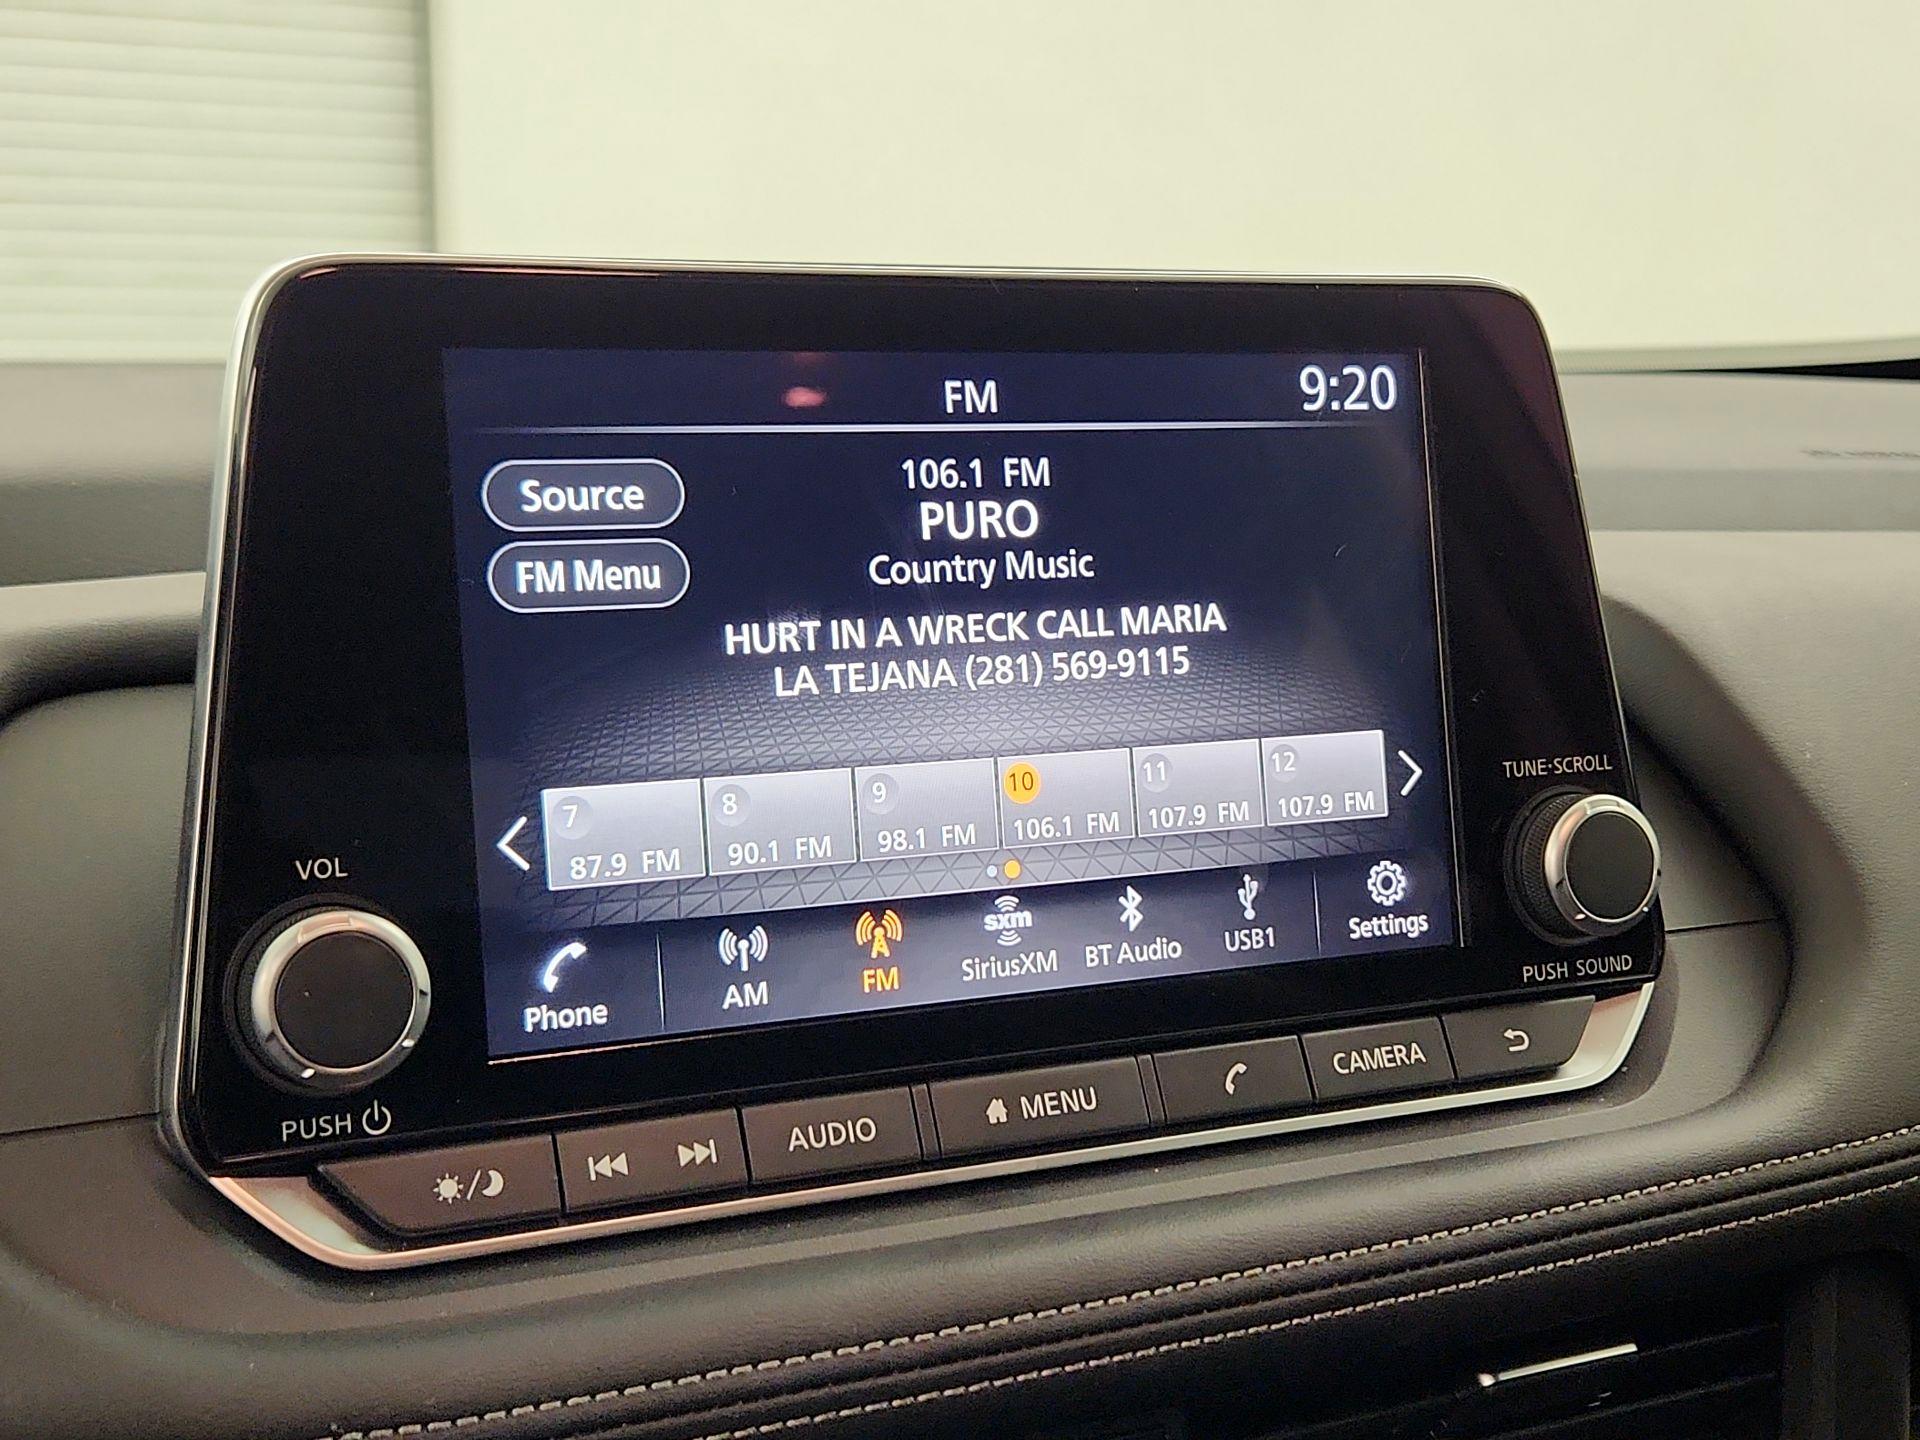 FM 9:20
Source
FM Menu
106.1 FM
PURO
Country Music
HURT IN A WRECK CALL MARIA
LA TEJANA (281) 569-9115
7 8 9 10 11 12
87.9 FM 90.1 FM 98.1 FM 106.1 FM 107.9 FM 107.9 FM
Phone AM FM sxm SiriusXM BT Audio USB1 Settings
VOL
PUSH
TUNE·SCROLL
PUSH SOUND
AUDIO MENU CAMERA